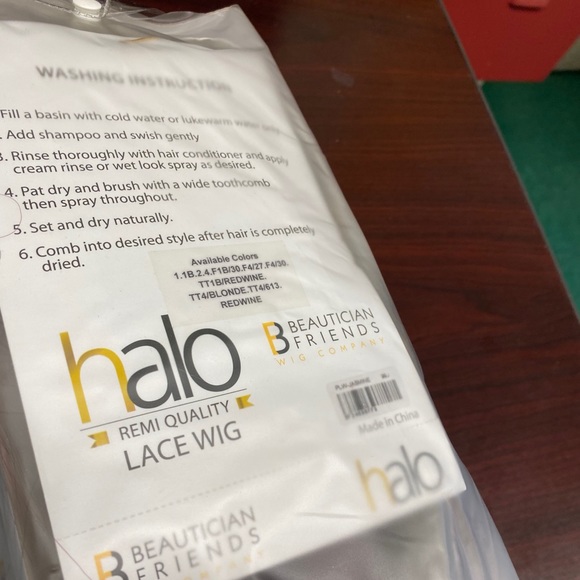 WASHING INSTRUCTION
Fill a basin with cold water or lukewarm water only
. Add shampoo and swish gently
3. Rinse thoroughly with hair conditioner and apply
cream rinse or wet look spray as desired.
4. Pat dry and brush with a wide toothcomb
then spray throughout.
5. Set and dry naturally.
6. Comb into desired style after hair is completely
dried.
Available Colors
1.1B.2.4.F1B/30.F4/27.F4/30.
TT1B/REDWINE.
TT4/BLONDE.TT4/613.
REDWINE
halo
REMI QUALITY
LACE WIG
B BEAUTICIAN
FRIENDS
WIG COMPANY
Made in China
halo
B BEAUTICIAN
FRIENDS
COMPANY